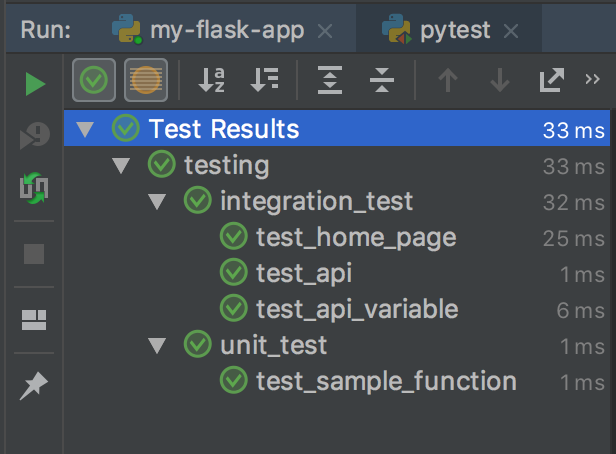 Run: my-flask-app × pytest ×
Test Results 33 ms
testing 33 ms
integration_test 32 ms
test_home_page 25 ms
test_api 1 ms
test_api_variable 6 ms
unit_test 1 ms
test_sample_function 1 ms